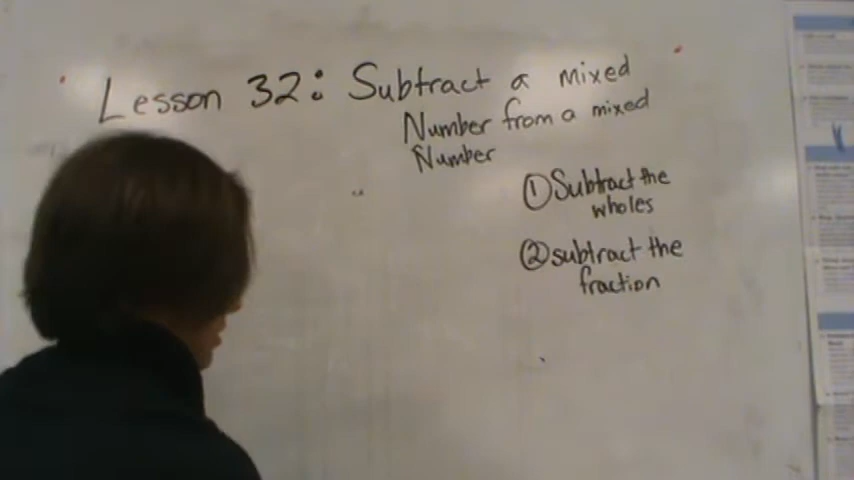 Lesson 32: Subtract a mixed
Number from a mixed
Number
① Subtract the
wholes
② subtract the
fraction